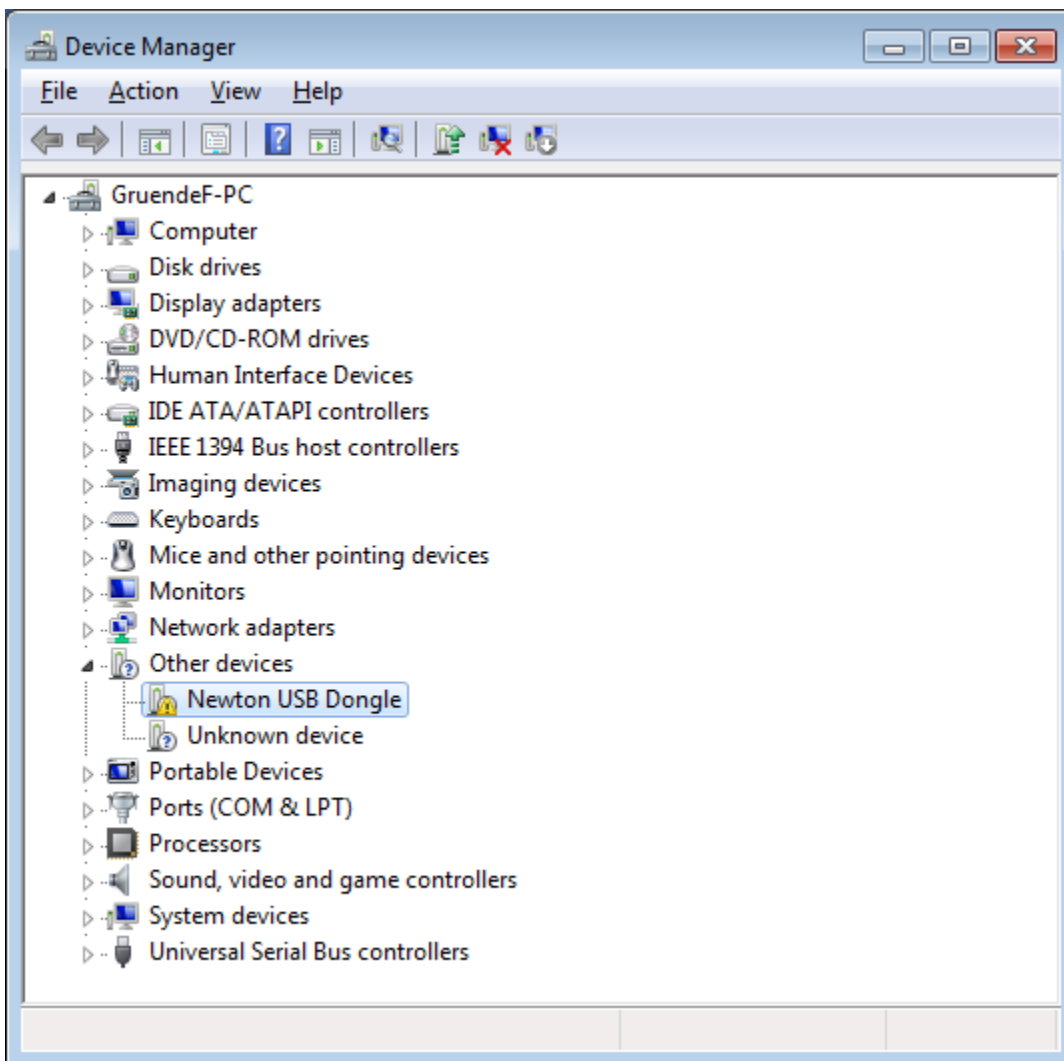 Device Manager
File Action View Help
GruendeF-PC
Computer
Disk drives
Display adapters
DVD/CD-ROM drives
Human Interface Devices
IDE ATA/ATAPI controllers
IEEE 1394 Bus host controllers
Imaging devices
Keyboards
Mice and other pointing devices
Monitors
Network adapters
Other devices
Newton USB Dongle
Unknown device
Portable Devices
Ports (COM & LPT)
Processors
Sound, video and game controllers
System devices
Universal Serial Bus controllers